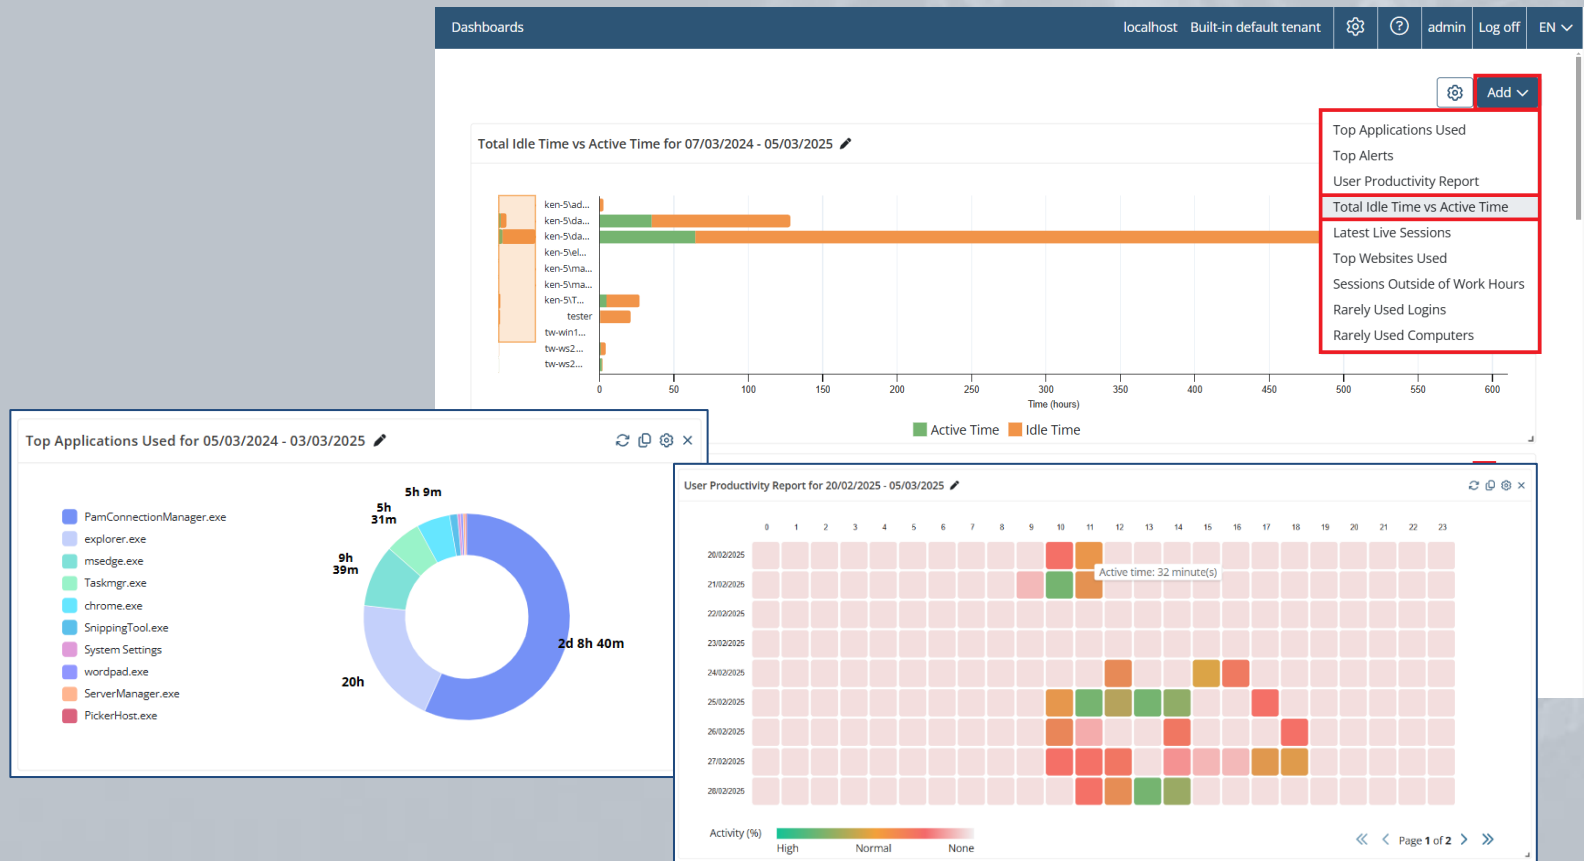 Dashboards
localhost Built-in default tenant admin Log off EN
Add
Top Applications Used
Top Alerts
User Productivity Report
Total Idle Time vs Active Time
Latest Live Sessions
Top Websites Used
Sessions Outside of Work Hours
Rarely Used Logins
Rarely Used Computers
Total Idle Time vs Active Time for 07/03/2024 - 05/03/2025
ken-5\ad...
ken-5\da...
ken-5\da...
ken-5\el...
ken-5\ma...
ken-5\ma...
ken-5\T...
tester
tw-win1...
tw-ws2...
tw-ws2...
0 50 100 150 200 250 300 350 400 450 500 550 600
Time (hours)
Active Time Idle Time
Top Applications Used for 05/03/2024 - 03/03/2025
PamConnectionManager.exe
explorer.exe
msedge.exe
Taskmgr.exe
chrome.exe
SnippingTool.exe
System Settings
wordpad.exe
ServerManager.exe
PickerHost.exe
5h 9m
5h
31m
9h
39m
20h
2d 8h 40m
User Productivity Report for 20/02/2025 - 05/03/2025
0 1 2 3 4 5 6 7 8 9 10 11 12 13 14 15 16 17 18 19 20 21 22 23
20/02/2025
Active time: 32 minute(s)
21/02/2025
22/02/2025
23/02/2025
24/02/2025
25/02/2025
26/02/2025
27/02/2025
28/02/2025
Activity (%)
High Normal None
Page 1 of 2